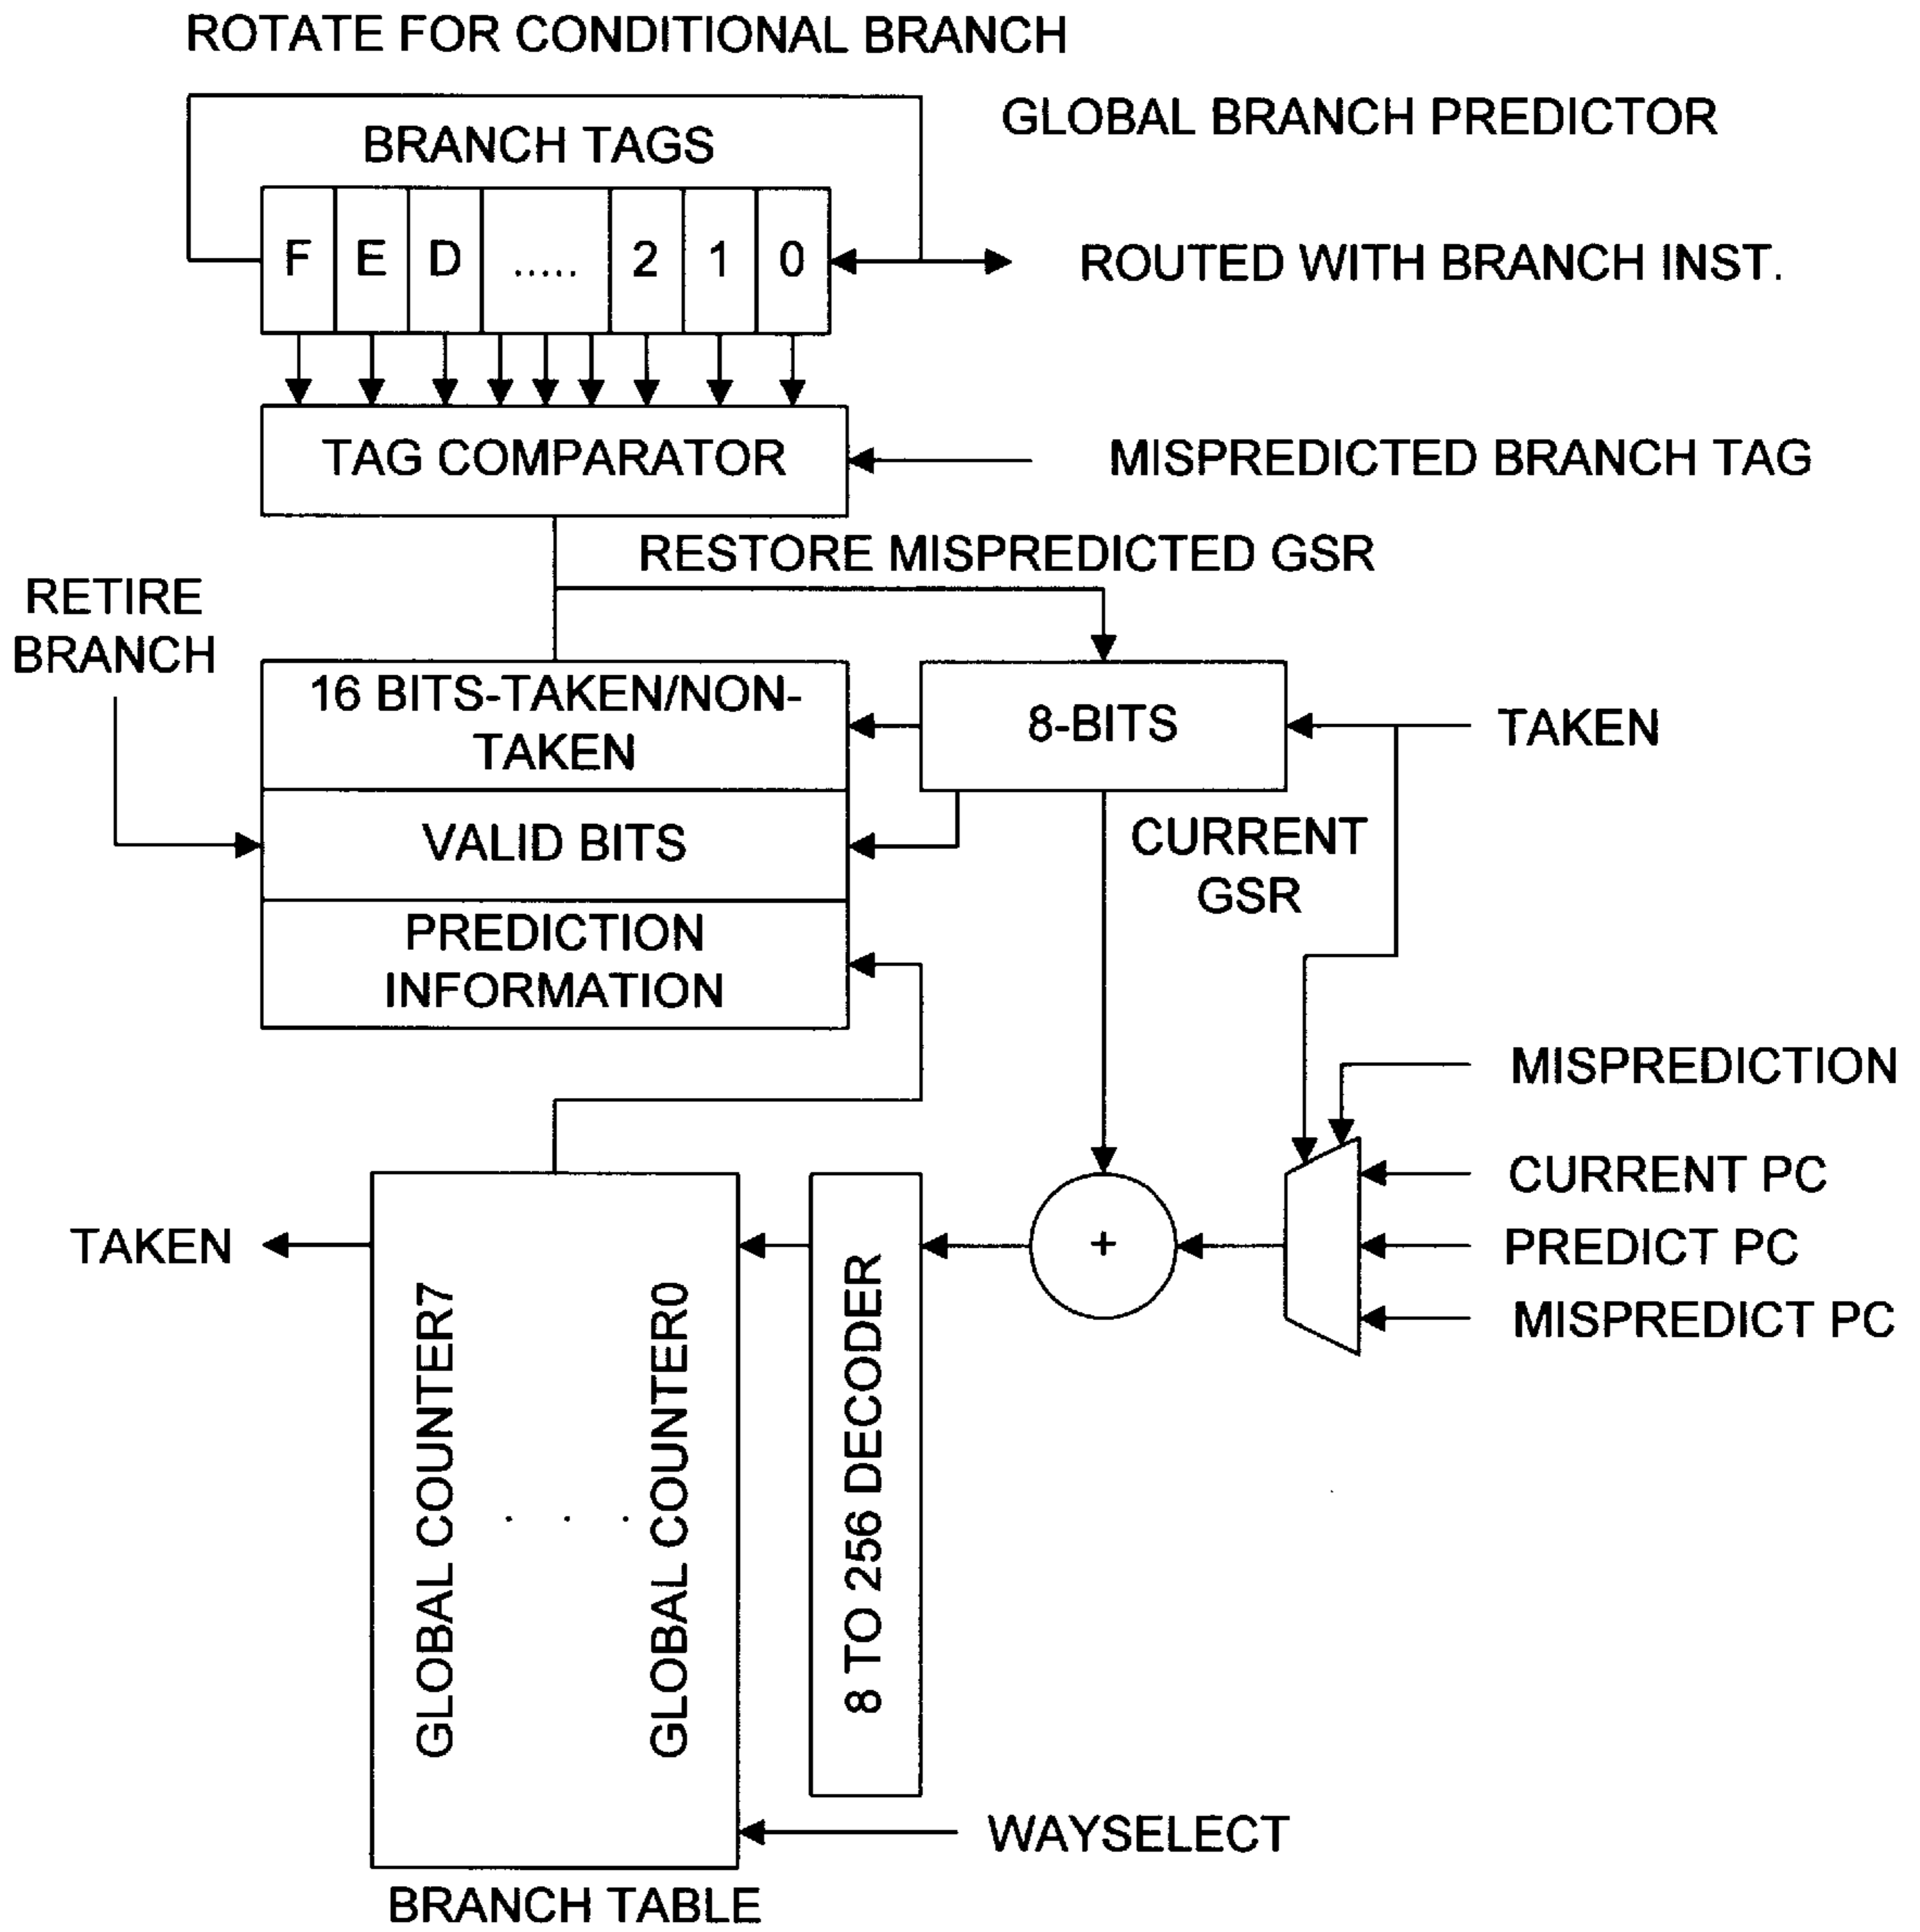 ROTATE FOR CONDITIONAL BRANCH
GLOBAL BRANCH PREDICTOR
BRANCH TAGS
F E D ..... 2 1 0
ROUTED WITH BRANCH INST.
TAG COMPARATOR
MISPREDICTED BRANCH TAG
RESTORE MISPREDICTED GSR
RETIRE
BRANCH
16 BITS-TAKEN/NON-
TAKEN
8-BITS
TAKEN
VALID BITS
CURRENT
GSR
PREDICTION
INFORMATION
MISPREDICTION
CURRENT PC
TAKEN
+
PREDICT PC
MISPREDICT PC
GLOBAL COUNTER7
. . .
GLOBAL COUNTER0
8 TO 256 DECODER
WAYSELECT
BRANCH TABLE